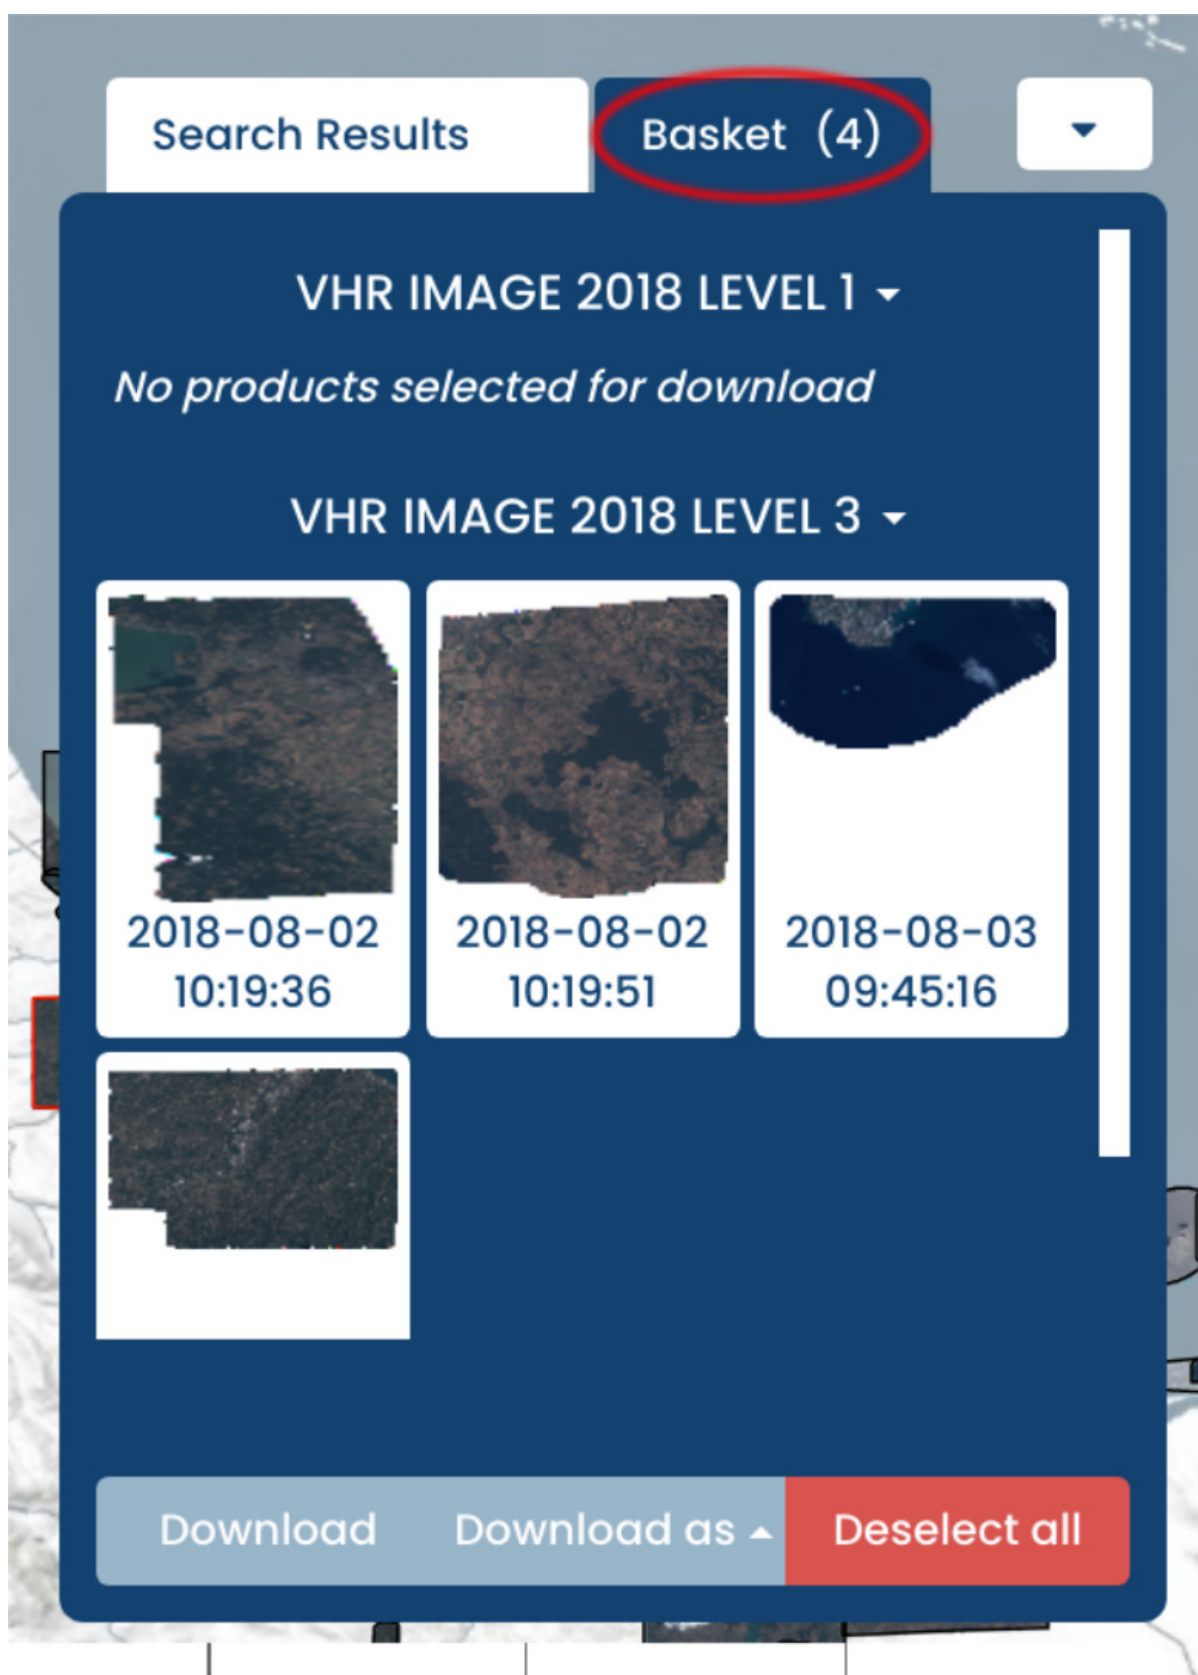 Search Results
Basket (4)
VHR IMAGE 2018 LEVEL 1
No products selected for download
VHR IMAGE 2018 LEVEL 3
2018-08-02
10:19:36
2018-08-02
10:19:51
2018-08-03
09:45:16
Download
Download as
Deselect all